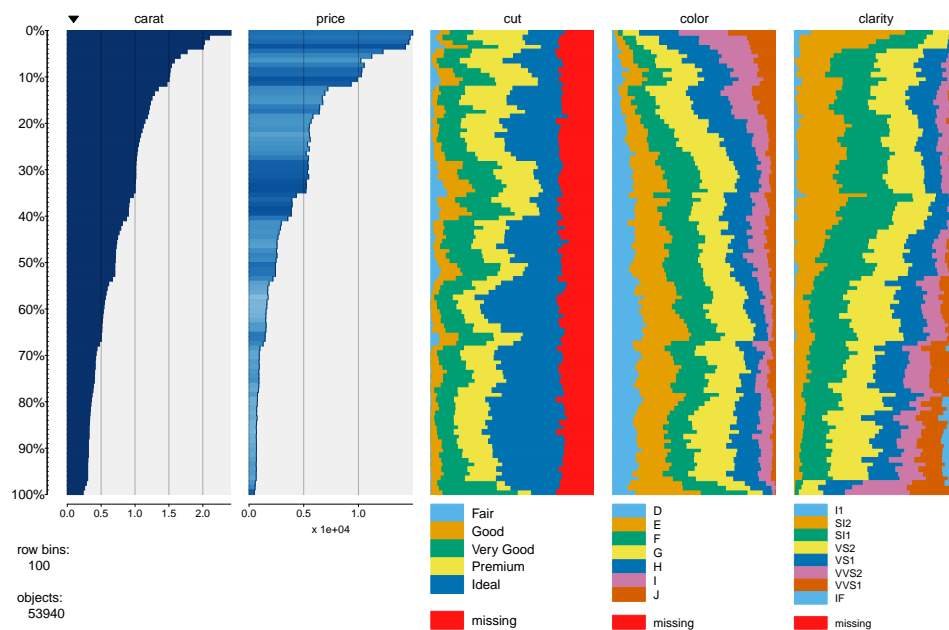 carat price cut color clarity
0%
10%
20%
30%
40%
50%
60%
70%
80%
90%
100%
0.0 0.5 1.0 1.5 2.0 0.0 0.5 1.0 1.5
x 1e+04
row bins:
100
objects:
53940
Fair
Good
Very Good
Premium
Ideal
missing
D
E
F
G
H
I
J
missing
I1
SI2
SI1
VS2
VS1
VVS2
VVS1
IF
missing